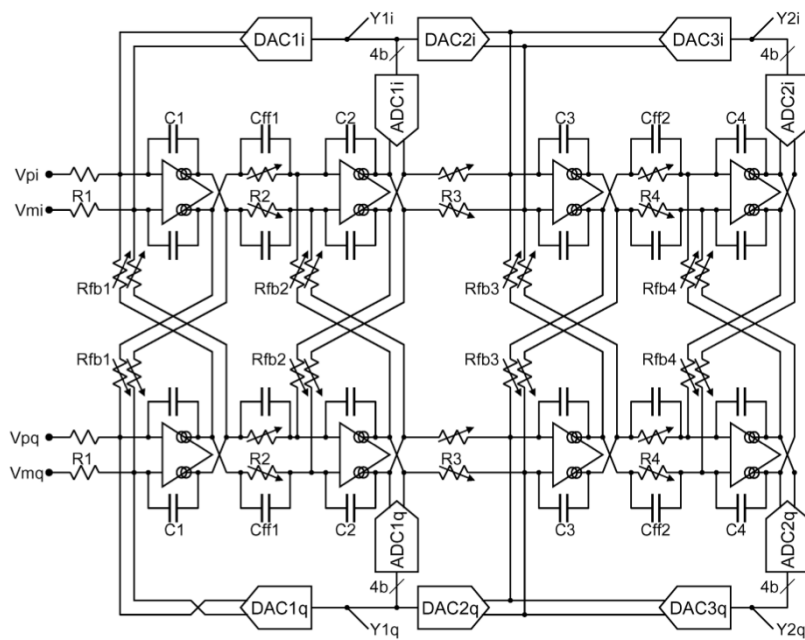 Y1i
Y2i
DAC1i
DAC2i
DAC3i
4b
4b
ADC1i
ADC2i
C1
Cff1
C2
C3
Cff2
C4
Vpi
Vmi
R1
R2
R3
R4
Rfb1
Rfb2
Rfb3
Rfb4
Rfb1
Rfb2
Rfb3
Rfb4
Vpq
Vmq
R1
R2
R3
R4
C1
Cff1
C2
C3
Cff2
C4
ADC1q
ADC2q
4b
4b
DAC1q
DAC2q
DAC3q
Y1q
Y2q